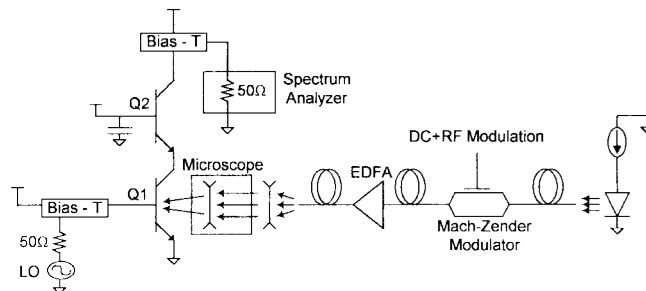 Bias - T
50Ω
Spectrum
Analyzer
Q2
DC+RF Modulation
Microscope
EDFA
Q1
Bias - T
Mach-Zender
Modulator
50Ω
LO